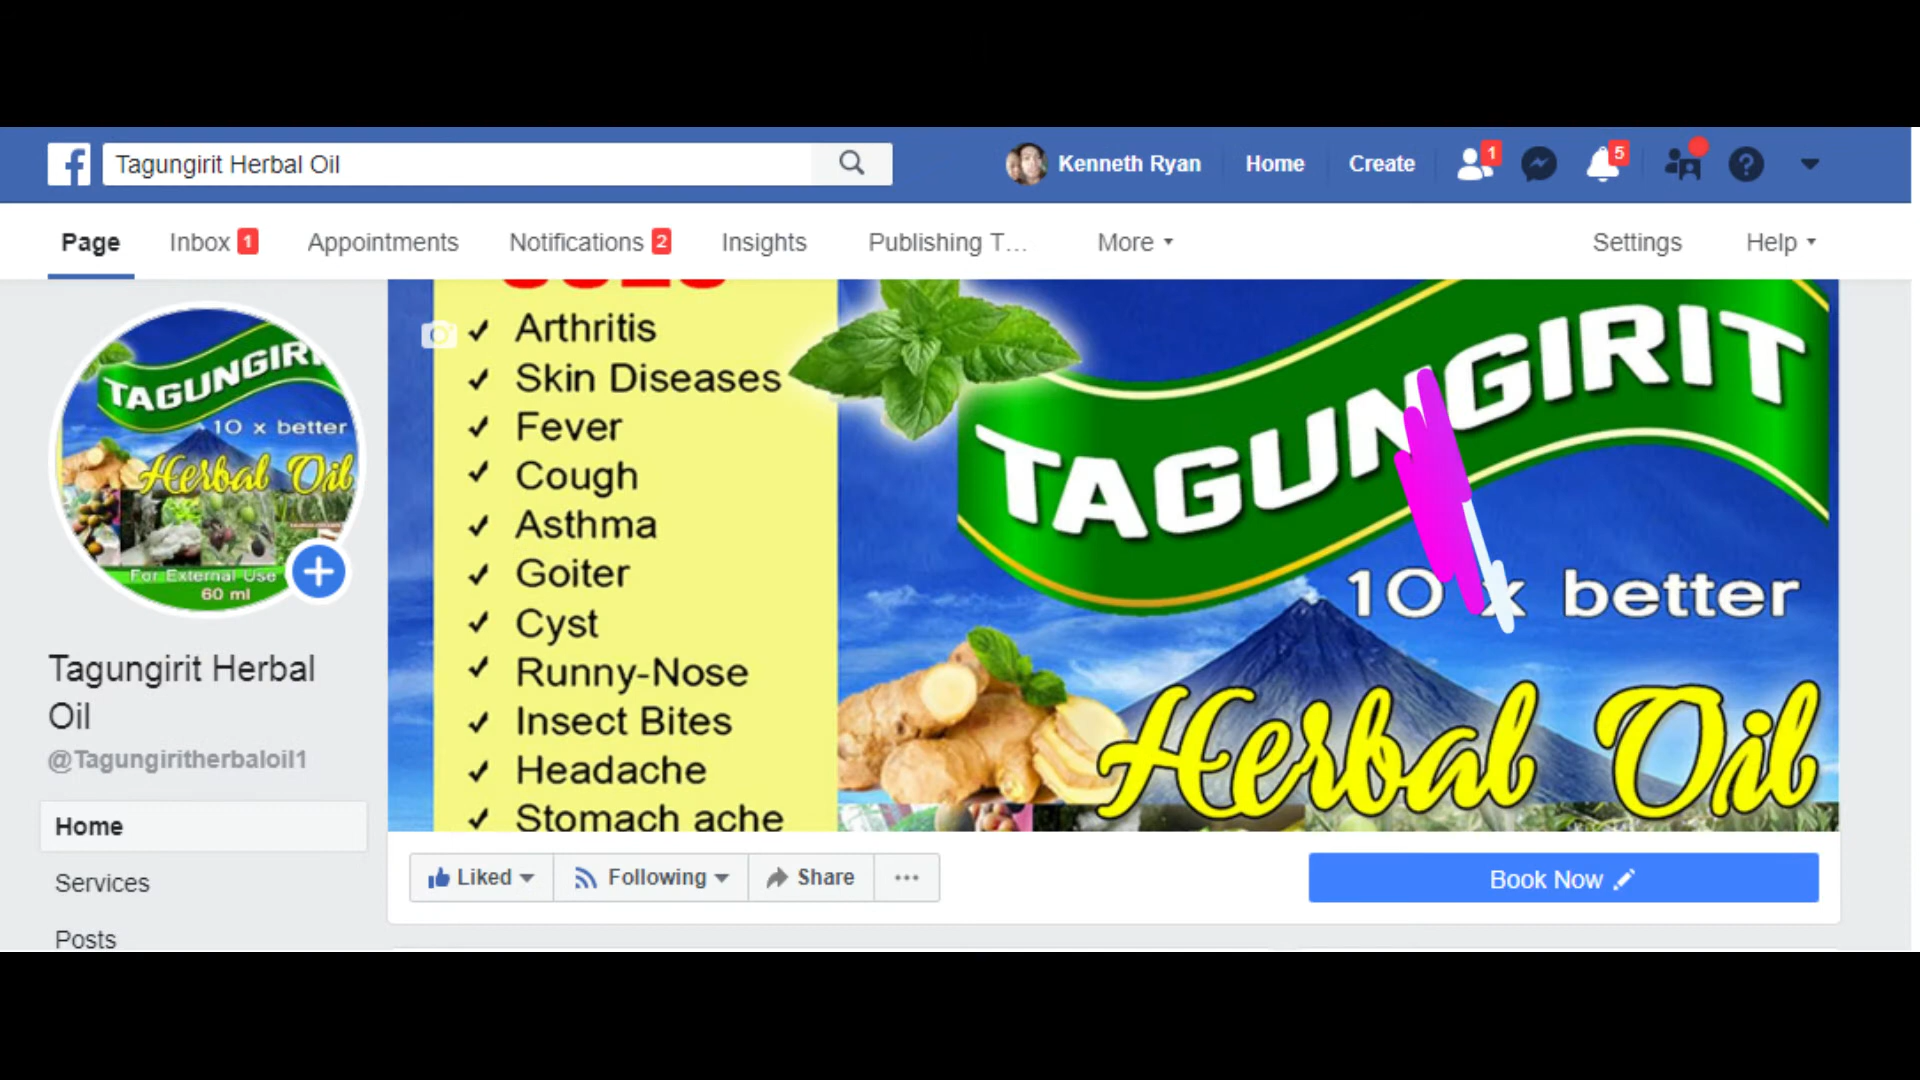 Tagungirit Herbal Oil
Kenneth Ryan
Home
Create
1
5
Page
Inbox 1
Appointments
Notifications 2
Insights
Publishing T...
More
Settings
Help
TAGUNGIRI
10 x better
Herbal Oil
For External Use
60 ml
Tagungirit Herbal
Oil
@Tagungiritherbaloil1
Home
Services
Posts
Arthritis
Skin Diseases
Fever
Cough
Asthma
Goiter
Cyst
Runny-Nose
Insect Bites
Headache
Stomach ache
TAGUNGIRIT
10 x better
Herbal Oil
Liked
Following
Share
Book Now